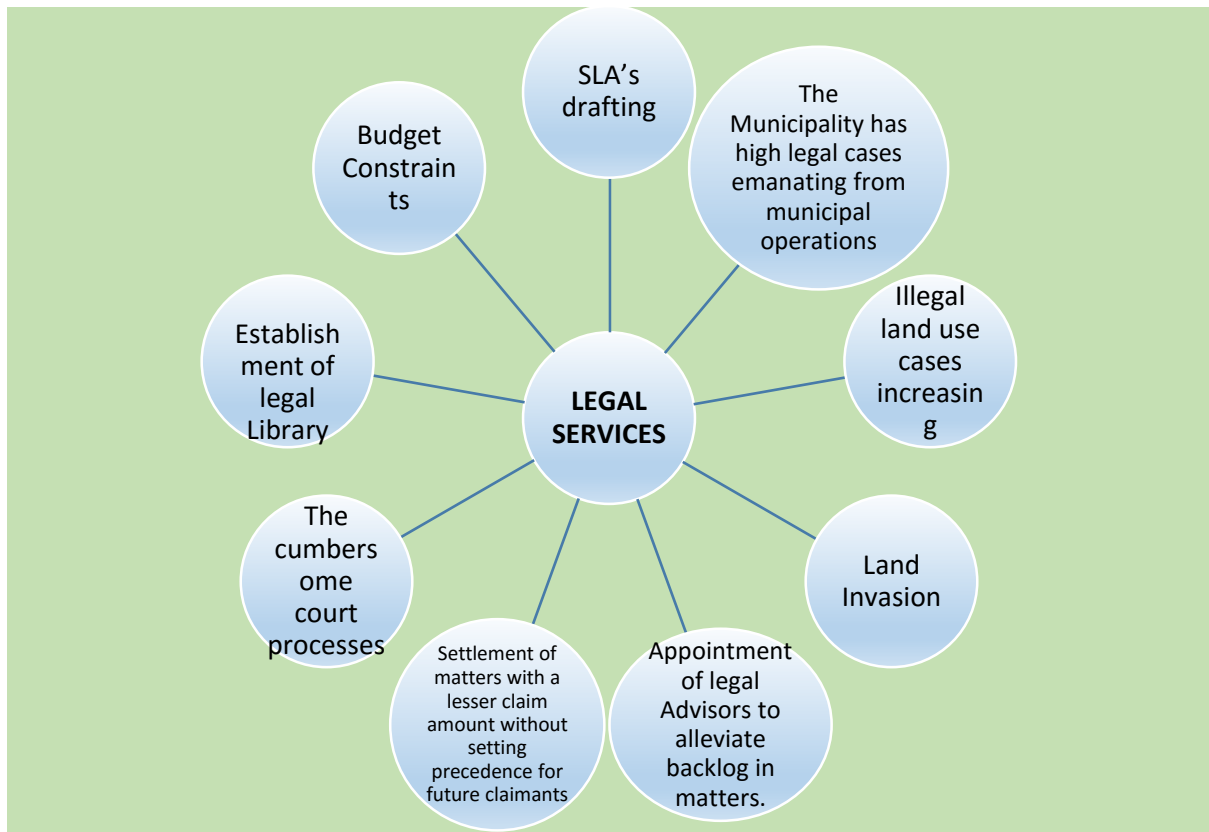 SLA’s
drafting
The
Municipality has
high legal cases
emanating from
municipal
operations
Illegal
land use
cases
increasin
g
Land
Invasion
Appointment
of legal
Advisors to
alleviate
backlog in
matters.
Settlement of
matters with a
lesser claim
amount without
setting
precedence for
future claimants
The
cumbers
ome
court
processes
Establish
ment of
legal
Library
Budget
Constrain
ts
LEGAL
SERVICES